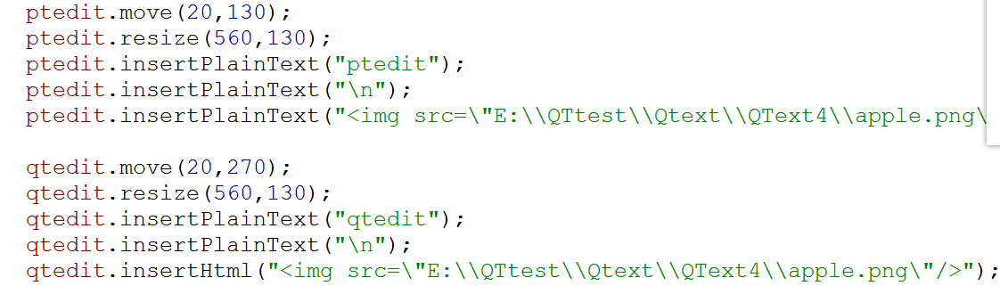 ptedit.move(20,130);
ptedit.resize(560,130);
ptedit.insertPlainText("ptedit");
ptedit.insertPlainText("\n");
ptedit.insertPlainText("<img src=\"E:\\QTtest\\Qtext\\QText4\\apple.png\
qtedit.move(20,270);
qtedit.resize(560,130);
qtedit.insertPlainText("qtedit");
qtedit.insertPlainText("\n");
qtedit.insertHtml("<img src=\"E:\\QTtest\\Qtext\\QText4\\apple.png\"/>");